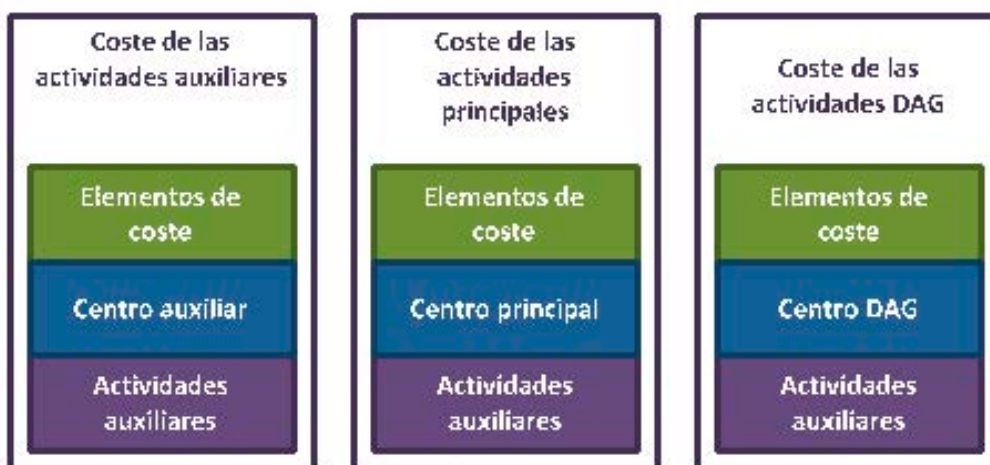 Coste de las
actividades auxiliares
Elementos de
coste
Centro auxiliar
Actividades
auxiliares
Coste de las
actividades
principales
Elementos de
coste
Centro principal
Actividades
auxiliares
Coste de las
actividades DAG
Elementos de
coste
Centro DAG
Actividades
auxiliares